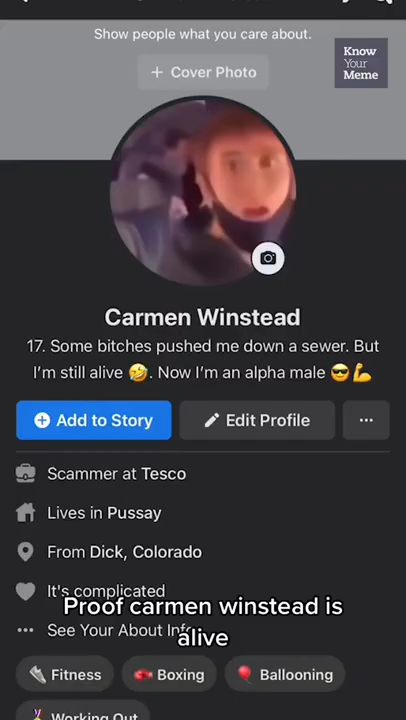 Show people what you care about.
Know
Your
Meme
+ Cover Photo
Carmen Winstead
17. Some bitches pushed me down a sewer. But
I'm still alive 🤣. Now I'm an alpha male 😎💪
Add to Story
Edit Profile
Scammer at Tesco
Lives in Pussay
From Dick, Colorado
It's complicated
Proof carmen winstead is
See Your About Info
alive
Fitness
Boxing
Ballooning
Working Out